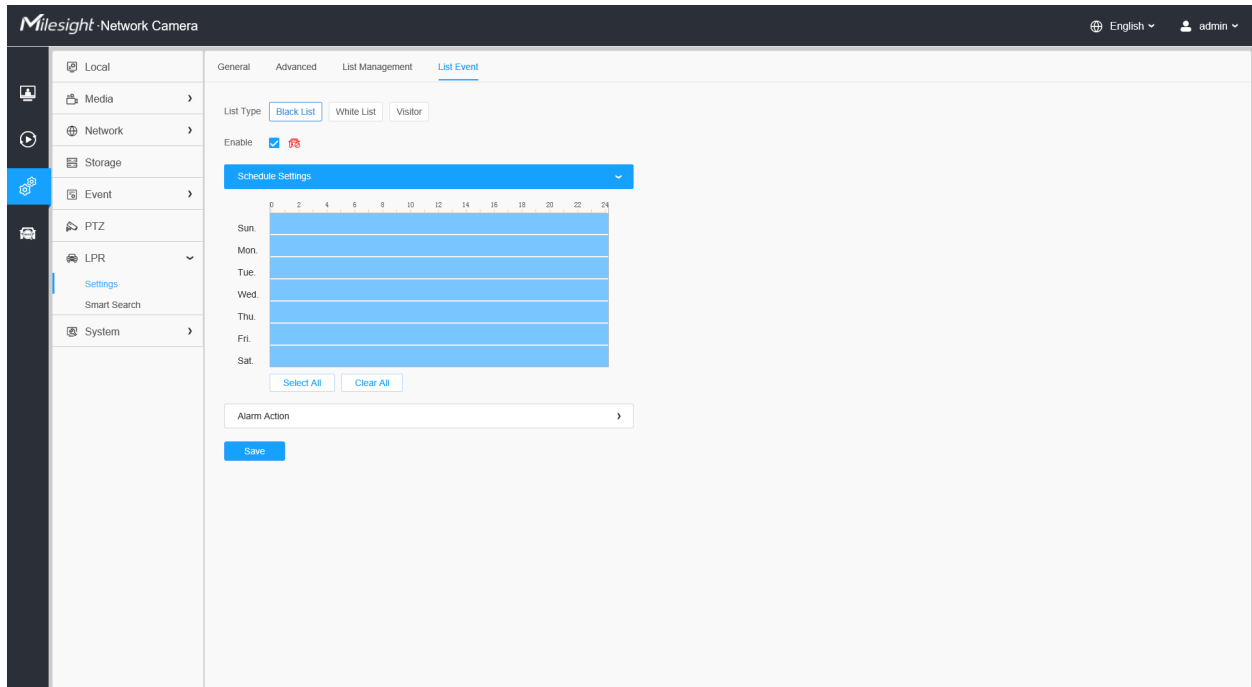 Milesight · Network Camera
English
admin
Local
Media
Network
Storage
Event
PTZ
LPR
Settings
Smart Search
System
General Advanced List Management List Event
List Type Black List White List Visitor
Enable
Schedule Settings
0 2 4 6 8 10 12 14 16 18 20 22 24
Sun.
Mon.
Tue.
Wed.
Thu.
Fri.
Sat.
Select All Clear All
Alarm Action
Save